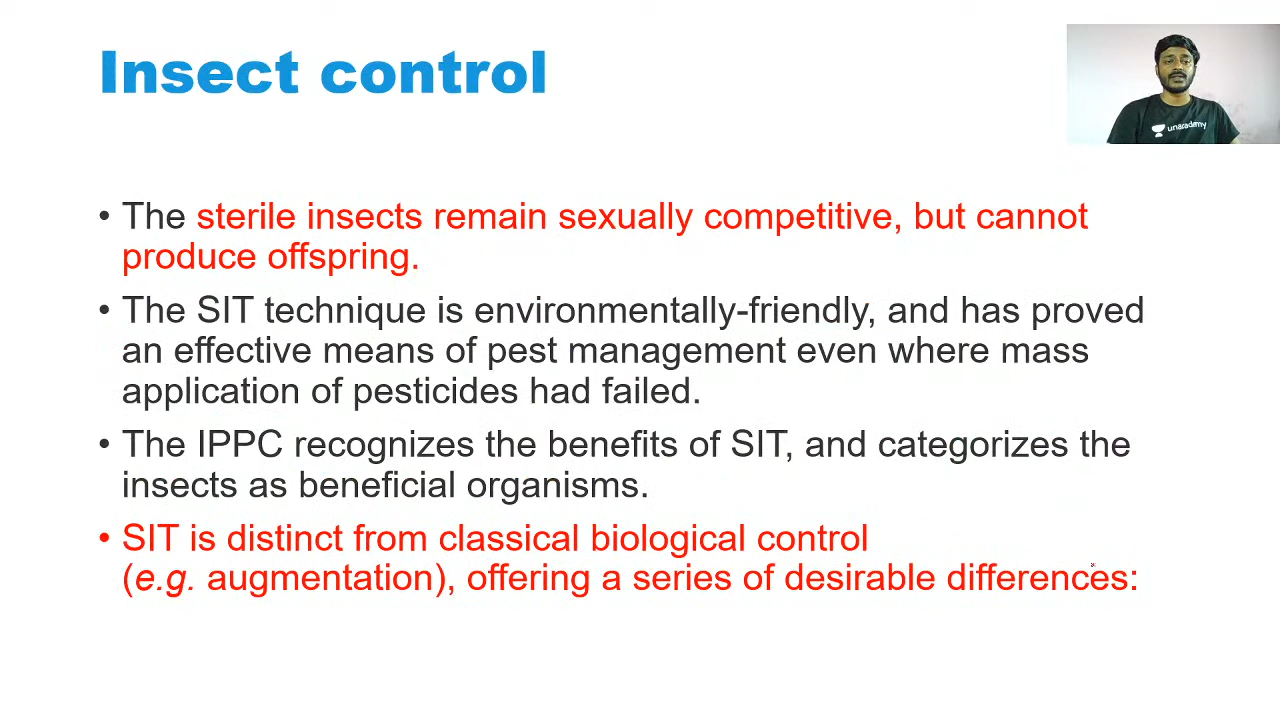 Insect control
unacademy
• The sterile insects remain sexually competitive, but cannot
produce offspring.
• The SIT technique is environmentally-friendly, and has proved
an effective means of pest management even where mass
application of pesticides had failed.
• The IPPC recognizes the benefits of SIT, and categorizes the
insects as beneficial organisms.
• SIT is distinct from classical biological control
(e.g. augmentation), offering a series of desirable differences: